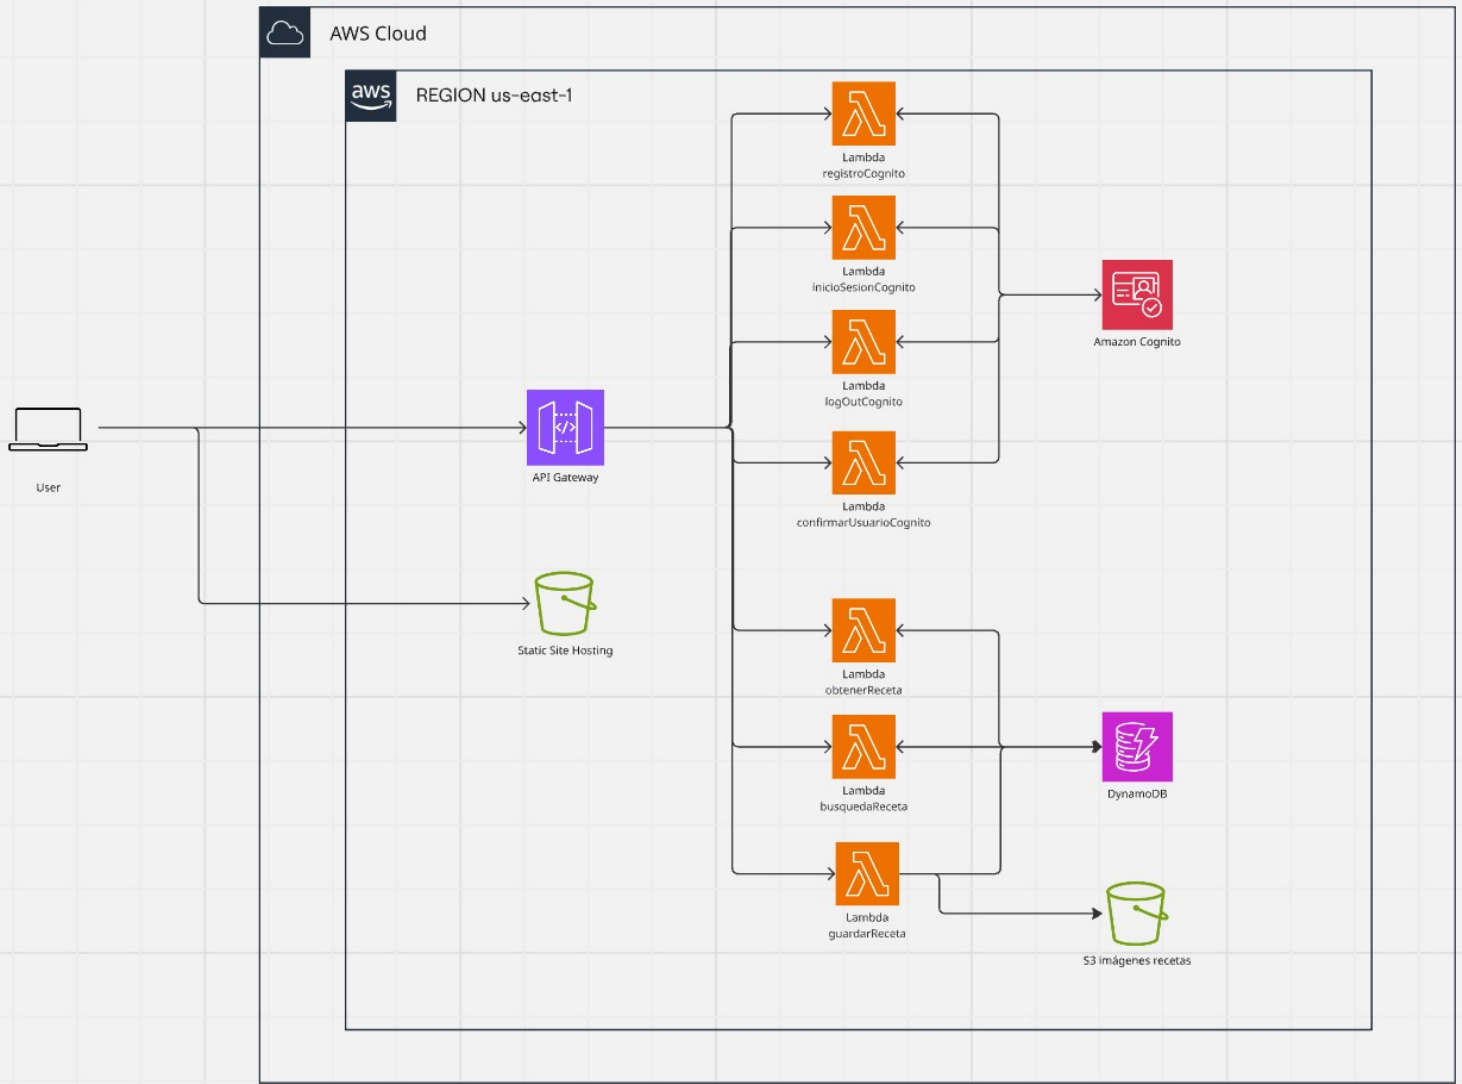 AWS Cloud
aws
REGION us-east-1
Lambda
registroCognito
Lambda
inicioSesionCognito
Lambda
logOutCognito
Lambda
confirmarUsuarioCognito
Amazon Cognito
User
API Gateway
Static Site Hosting
Lambda
obtenerReceta
Lambda
busquedaReceta
Lambda
guardarReceta
DynamoDB
S3 imágenes recetas